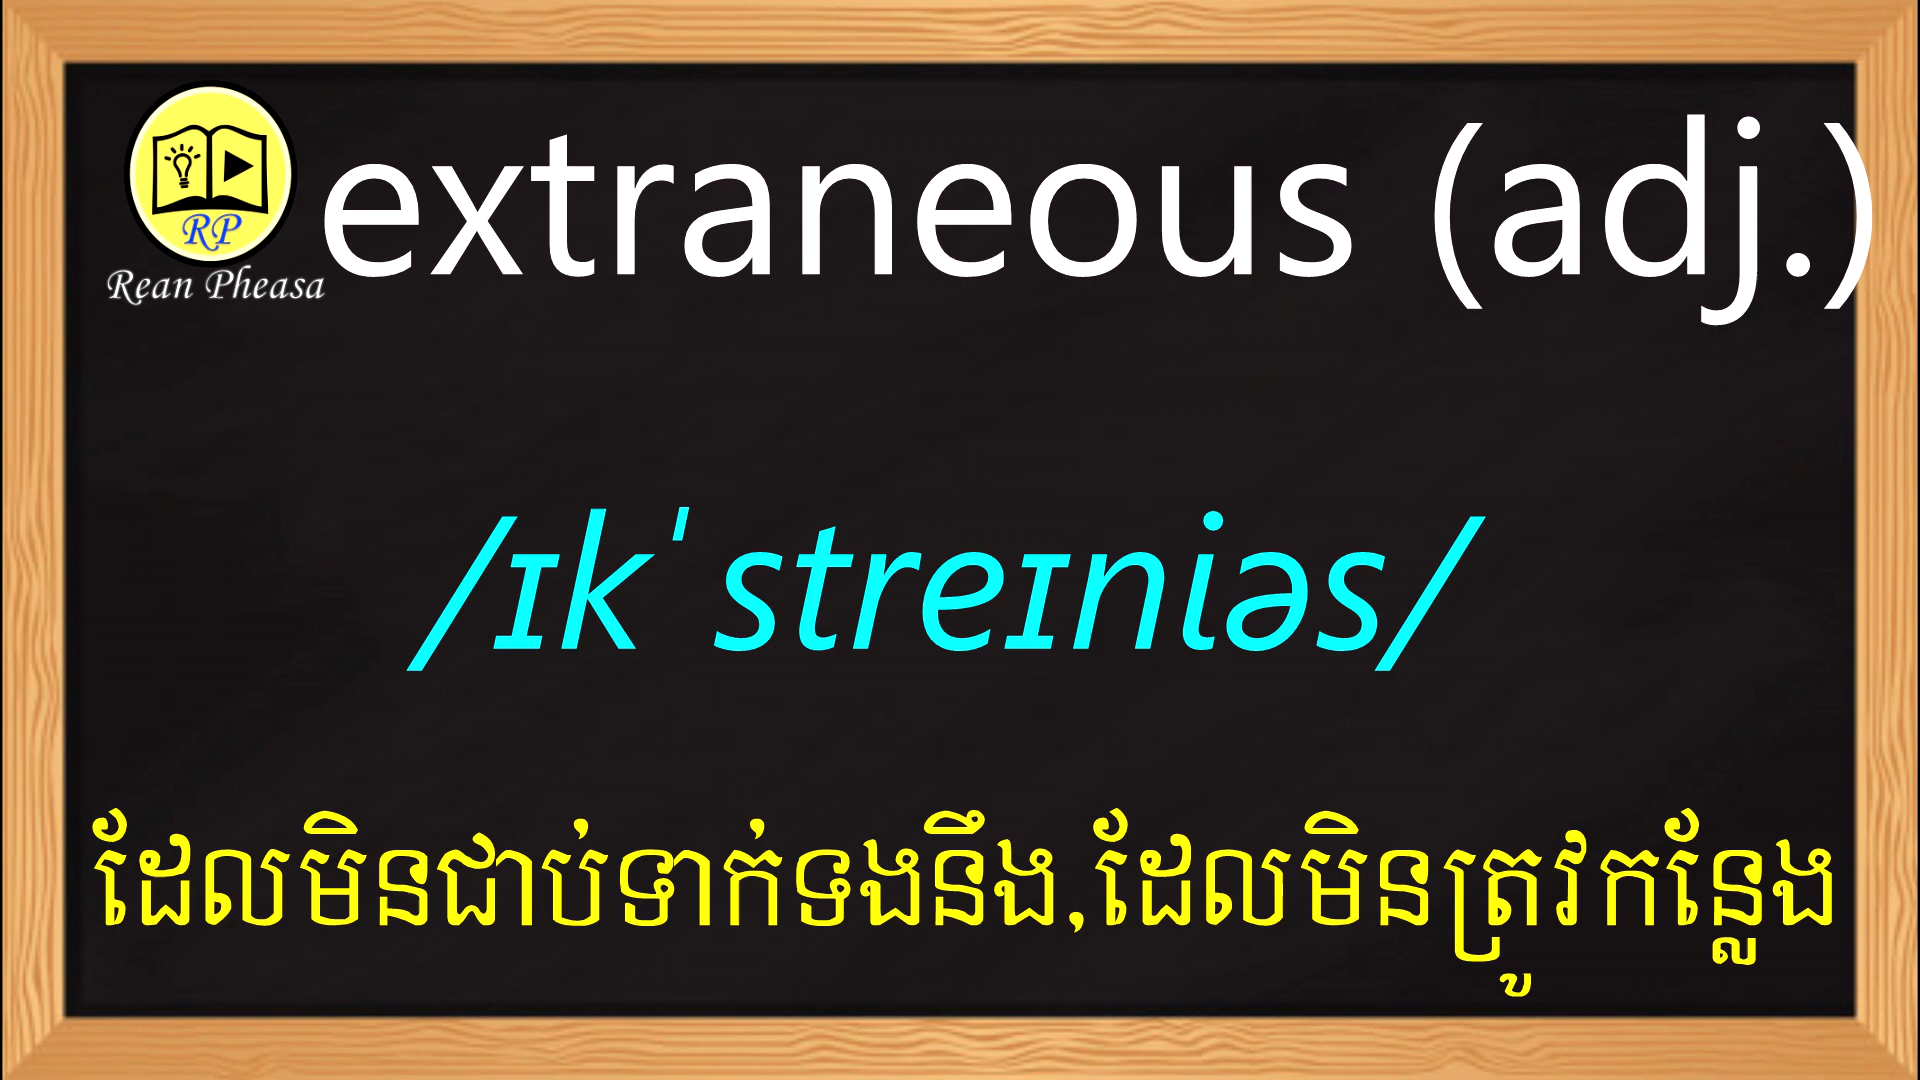 RP
Rean Pheasa
extraneous (adj.)
/ɪkˈstreɪniəs/
ដែលមិនជាប់ទាក់ទងនឹង,ដែលមិនត្រូវកន្លែង